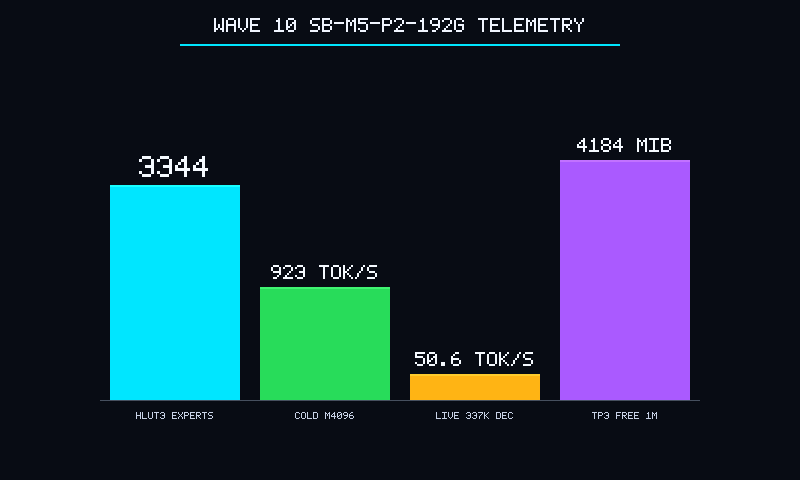 WAVE 10 SB-M5-P2-192G TELEMETRY
4184 MIB
3344
923 TOK/S
50.6 TOK/S
HLUT3 EXPERTS
COLD M4096
LIVE 337K DEC
TP3 FREE 1M